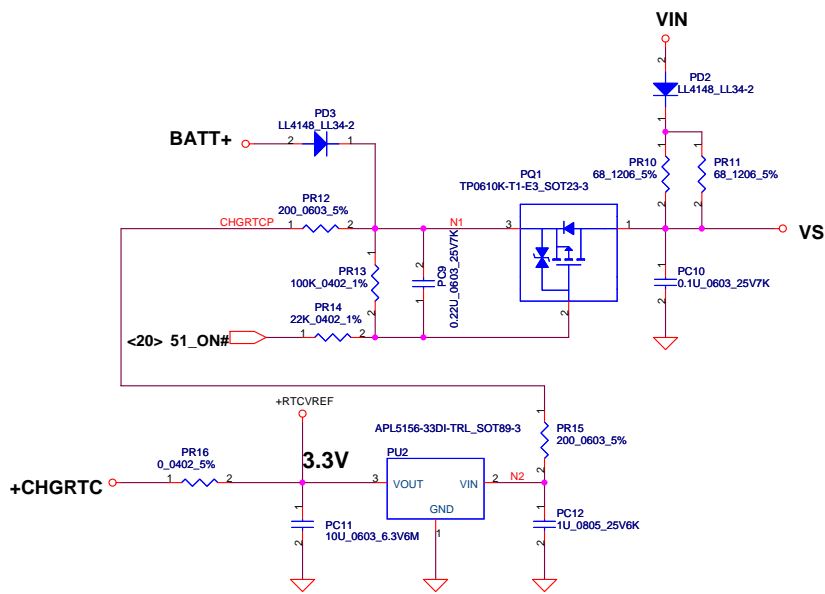 VIN
2
PD2
LL4148_LL34-2
1
PD3
LL4148_LL34-2
BATT+
2
1
1
1
PR10
68_1206_5%
PR11
68_1206_5%
2
2
PQ1
TP0610K-T1-E3_SOT23-3
PR12
200_0603_5%
CHGRTCP
1
2
N1
3
1
VS
2
1
PR13
100K_0402_1%
2
2
PC9
0.22U_0603_25V7K
1
1
PC10
0.1U_0603_25V7K
2
PR14
22K_0402_1%
<20> 51_ON#
1
2
2
+RTCVREF
APL5156-33DI-TRL_SOT89-3
1
PR15
200_0603_5%
2
PR16
0_0402_5%
3.3V
PU2
+CHGRTC
1
2
3
VOUT
VIN
2
N2
GND
1
1
PC11
10U_0603_6.3V6M
2
1
PC12
1U_0805_25V6K
2